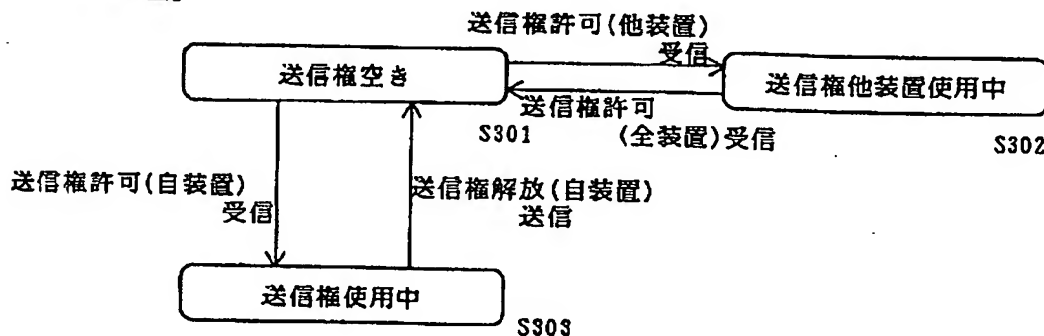 送信権許可(他装置)
受信
送信権空き
送信権他装置使用中
送信権許可
(全装置)受信
S301
S302
送信権許可(自装置)
受信
送信権解放(自装置)
送信
送信権使用中
S303